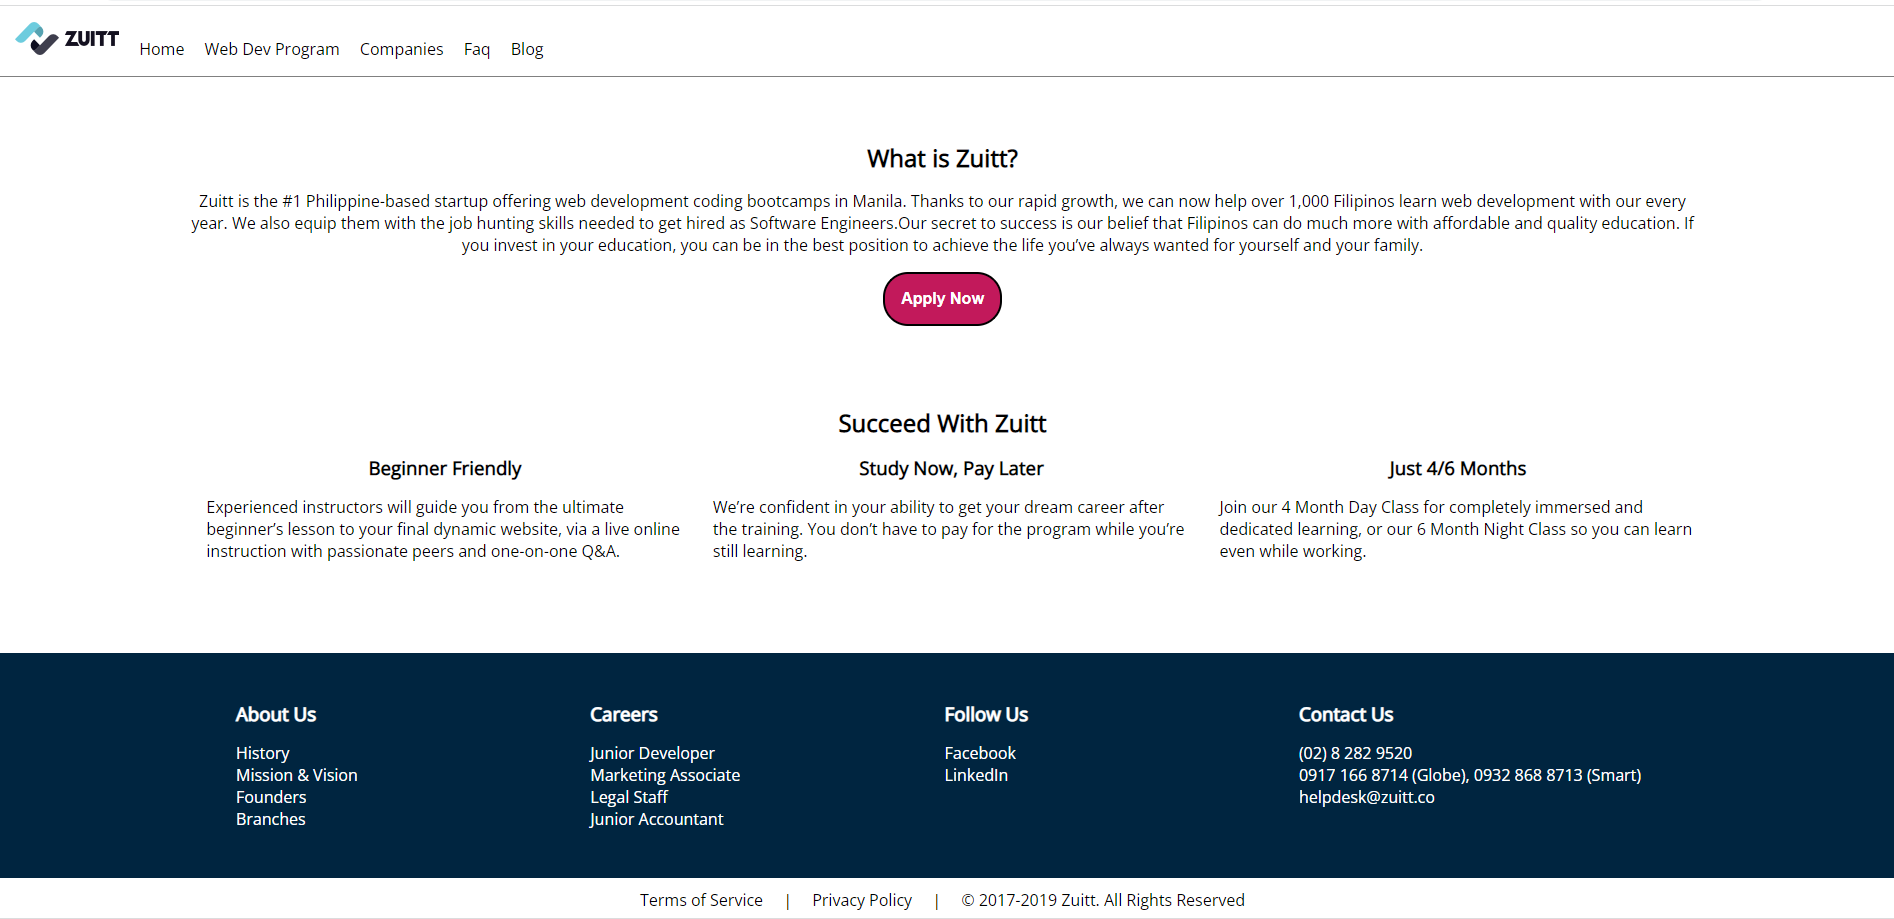 ZUITT
Home Web Dev Program Companies Faq Blog
What is Zuitt?
Zuitt is the #1 Philippine-based startup offering web development coding bootcamps in Manila. Thanks to our rapid growth, we can now help over 1,000 Filipinos learn web development with our every
year. We also equip them with the job hunting skills needed to get hired as Software Engineers.Our secret to success is our belief that Filipinos can do much more with affordable and quality education. If
you invest in your education, you can be in the best position to achieve the life you’ve always wanted for yourself and your family.
Apply Now
Succeed With Zuitt
Beginner Friendly
Experienced instructors will guide you from the ultimate
beginner’s lesson to your final dynamic website, via a live online
instruction with passionate peers and one-on-one Q&A.
Study Now, Pay Later
We’re confident in your ability to get your dream career after
the training. You don’t have to pay for the program while you’re
still learning.
Just 4/6 Months
Join our 4 Month Day Class for completely immersed and
dedicated learning, or our 6 Month Night Class so you can learn
even while working.
About Us
History
Mission & Vision
Founders
Branches
Careers
Junior Developer
Marketing Associate
Legal Staff
Junior Accountant
Follow Us
Facebook
LinkedIn
Contact Us
(02) 8 282 9520
0917 166 8714 (Globe), 0932 868 8713 (Smart)
helpdesk@zuitt.co
Terms of Service | Privacy Policy | © 2017-2019 Zuitt. All Rights Reserved